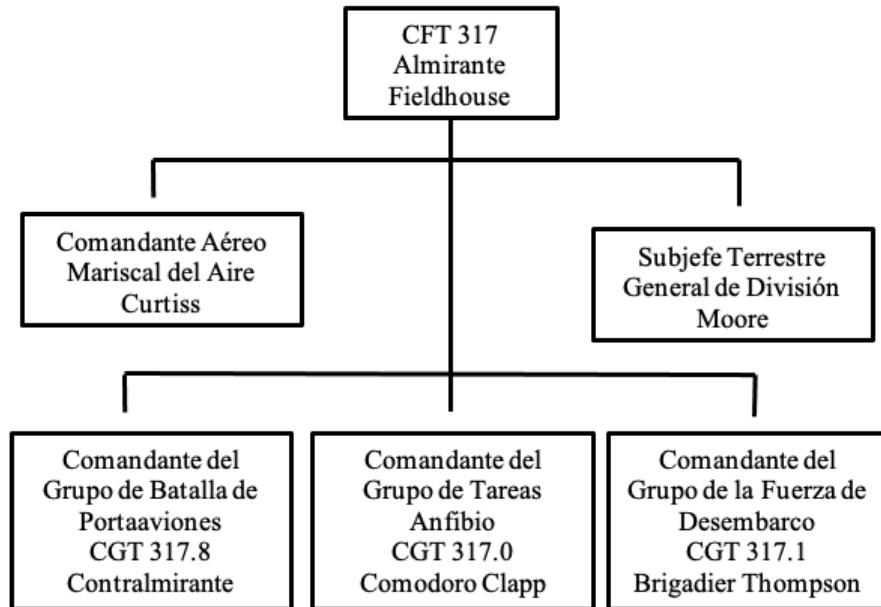 CFT 317
Almirante
Fieldhouse
Comandante Aéreo
Mariscal del Aire
Curtiss
Subjefe Terrestre
General de División
Moore
Comandante del
Grupo de Batalla de
Portaaviones
CGT 317.8
Contralmirante
Comandante del
Grupo de Tareas
Anfibio
CGT 317.0
Comodoro Clapp
Comandante del
Grupo de la Fuerza de
Desembarco
CGT 317.1
Brigadier Thompson